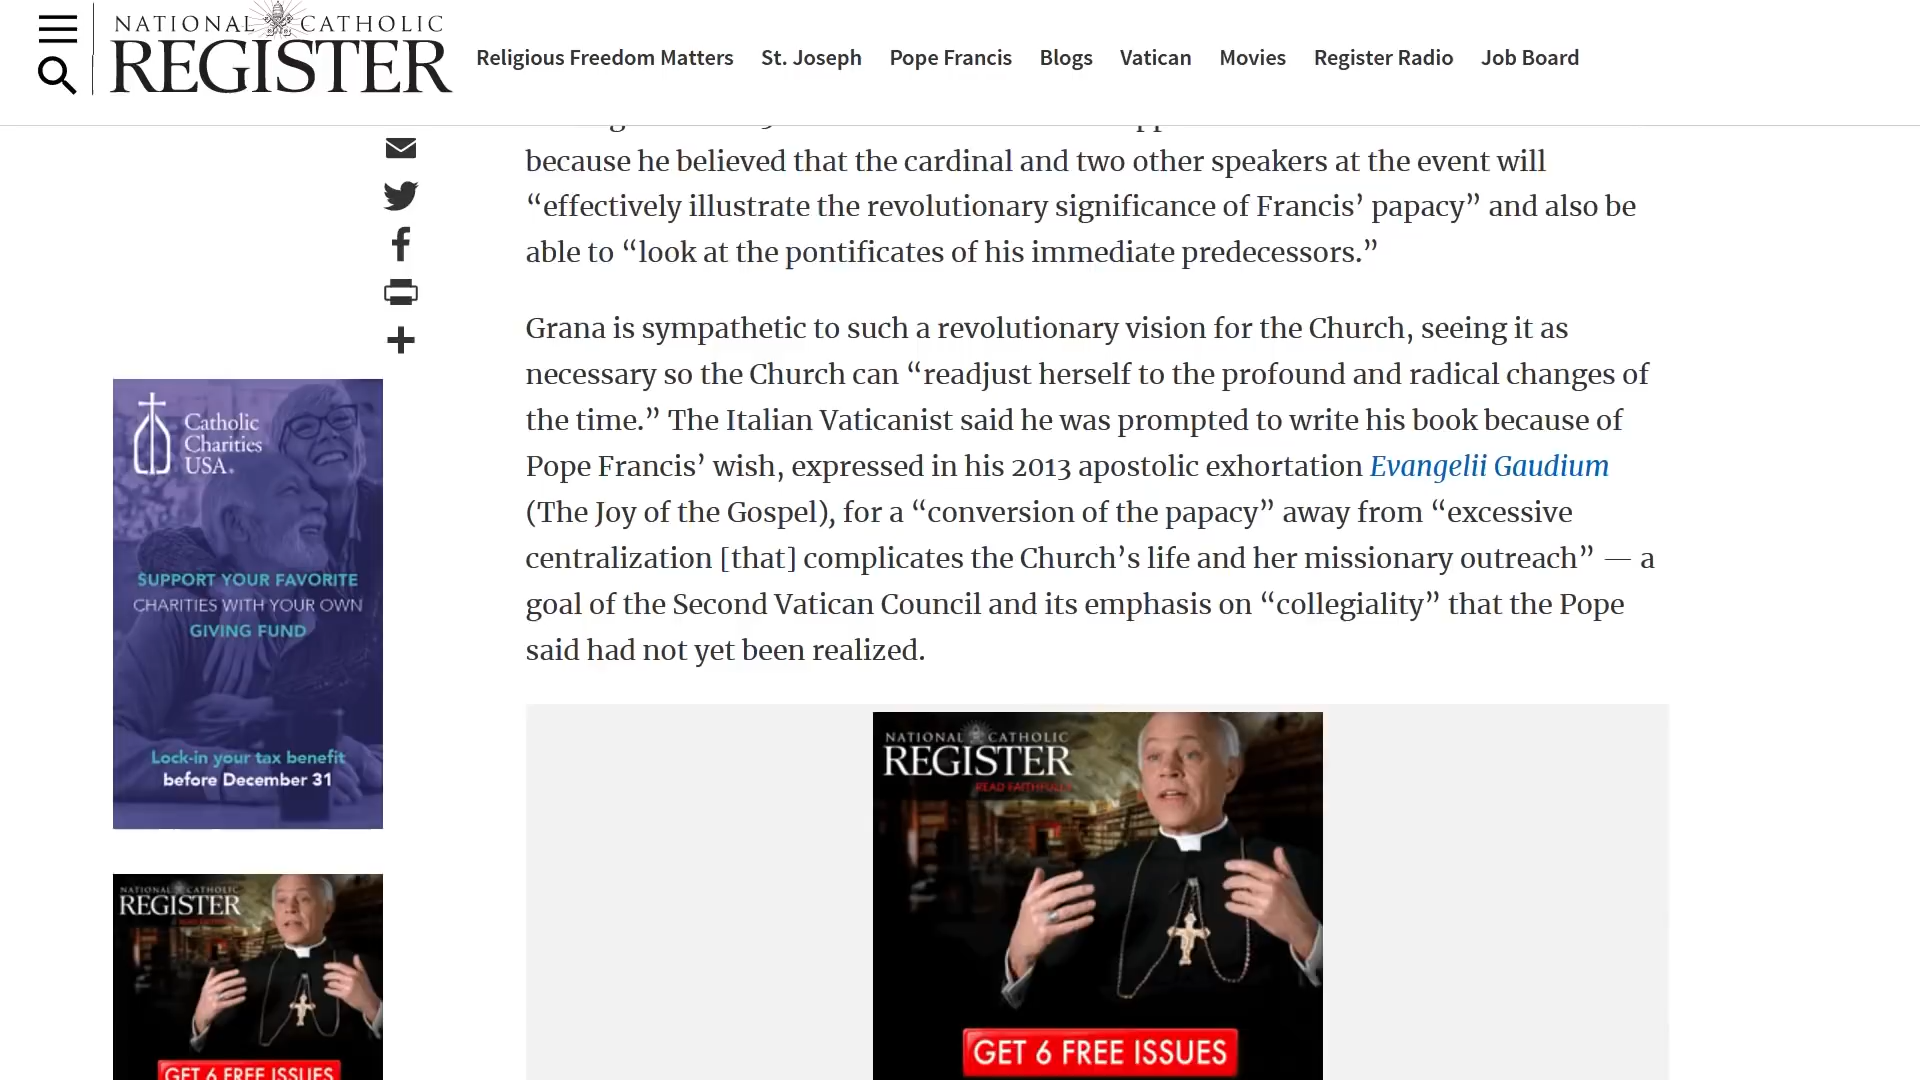 NATIONAL CATHOLIC
REGISTER
Religious Freedom Matters
St. Joseph
Pope Francis
Blogs
Vatican
Movies
Register Radio
Job Board
because he believed that the cardinal and two other speakers at the event will
“effectively illustrate the revolutionary significance of Francis’ papacy” and also be
able to “look at the pontificates of his immediate predecessors.”
Grana is sympathetic to such a revolutionary vision for the Church, seeing it as
necessary so the Church can “readjust herself to the profound and radical changes of
the time.” The Italian Vaticanist said he was prompted to write his book because of
Pope Francis’ wish, expressed in his 2013 apostolic exhortation Evangelii Gaudium
(The Joy of the Gospel), for a “conversion of the papacy” away from “excessive
centralization [that] complicates the Church’s life and her missionary outreach” — a
goal of the Second Vatican Council and its emphasis on “collegiality” that the Pope
said had not yet been realized.
Catholic
Charities
USA®
SUPPORT YOUR FAVORITE
CHARITIES WITH YOUR OWN
GIVING FUND
Lock-in your tax benefit
before December 31
NATIONAL CATHOLIC
REGISTER
GET 6 FREE ISSUES
NATIONAL CATHOLIC
REGISTER
READ FAITHFULLY
GET 6 FREE ISSUES